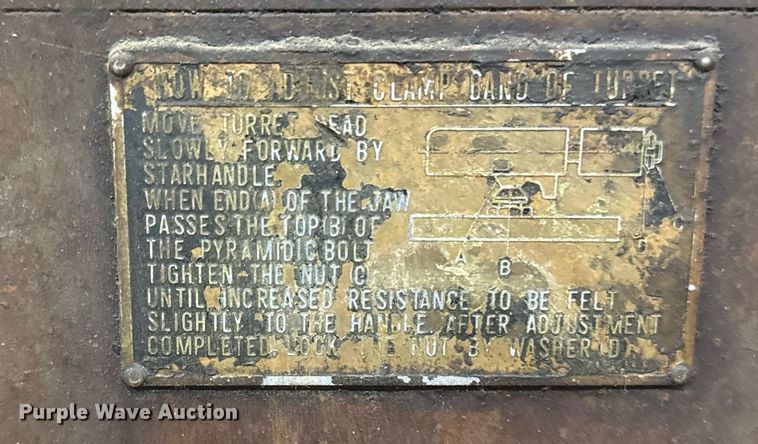 HOW TO ADJUST CLAMP BAND OF TURRET
MOVE TURRET HEAD
SLOWLY FORWARD BY
STARHANDLE.
WHEN END(A) OF THE JAW
PASSES THE TOP(B) OF
THE PYRAMIDIC BOLT
TIGHTEN THE NUT (C)
UNTIL INCREASED RESISTANCE TO BE FELT
SLIGHTLY TO THE HANDLE. AFTER ADJUSTMENT
COMPLETED, LOCK THE NUT BY WASHER (D).
A
B
D
C
Purple Wave Auction